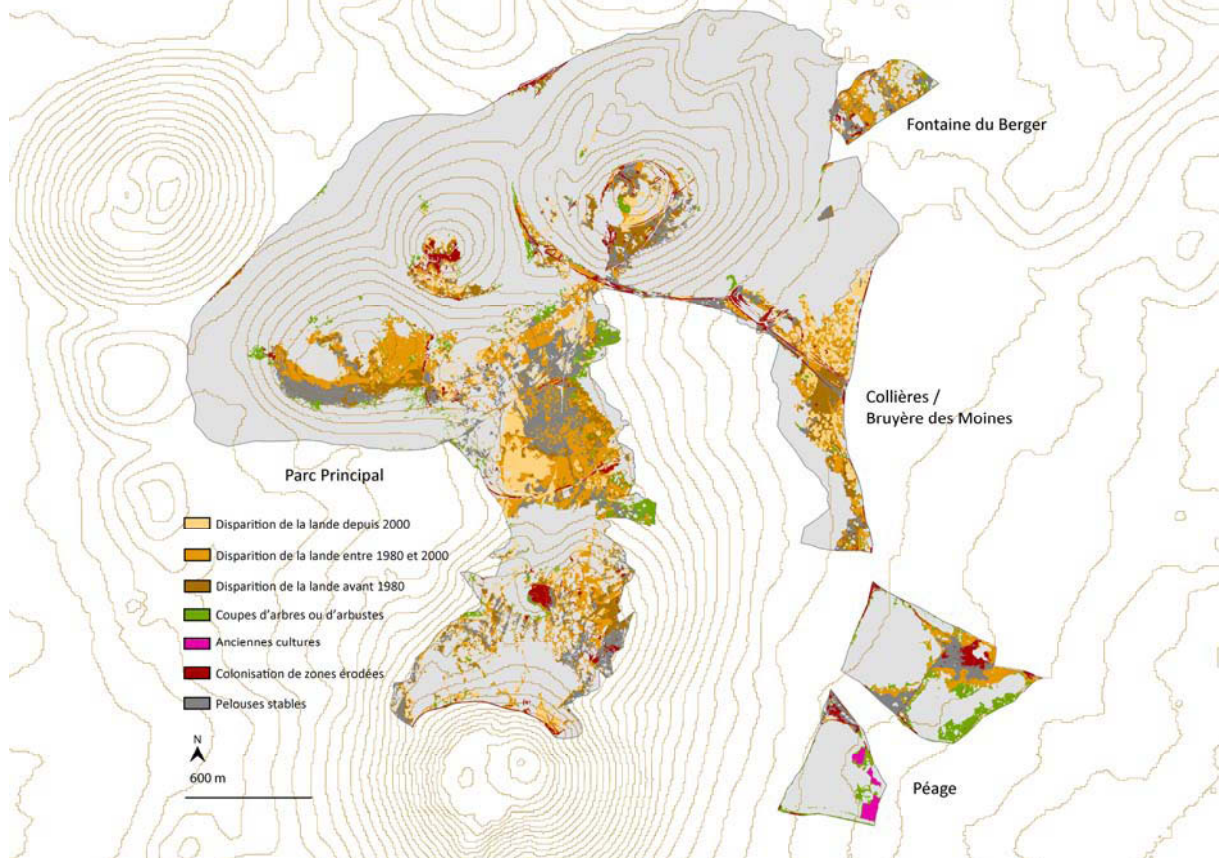 Fontaine du Berger
Collières /
Bruyère des Moines
Parc Principal
Disparition de la lande depuis 2000
Disparition de la lande entre 1980 et 2000
Disparition de la lande avant 1980
Coupes d'arbres ou d'arbustes
Anciennes cultures
Colonisation de zones érodées
Pelouses stables
N
600 m
Péage